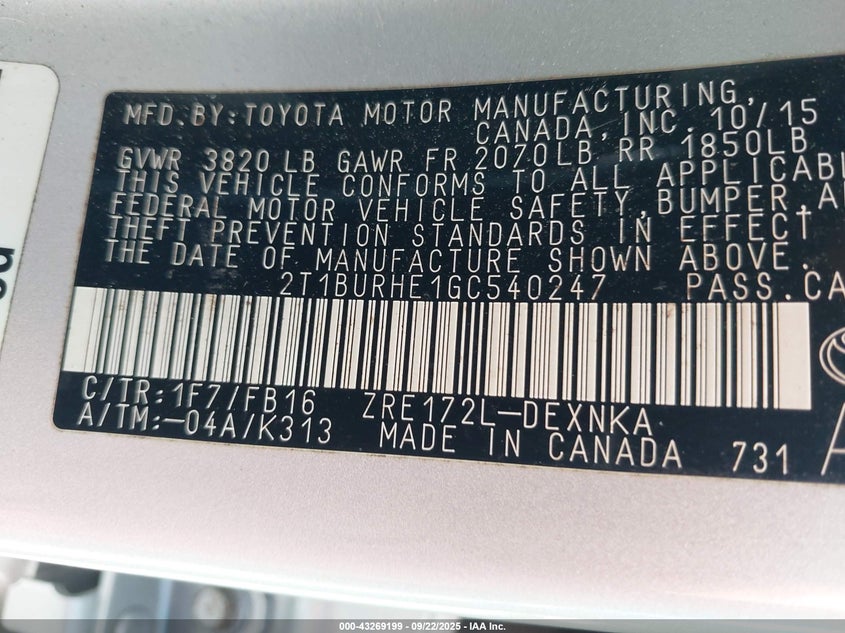 MFD. BY: TOYOTA MOTOR MANUFACTURING,
CANADA, INC. 10/15
GVWR 3820 LB GAWR FR 2070LB RR 1850LB
THIS VEHICLE CONFORMS TO ALL APPLICABL
FEDERAL MOTOR VEHICLE SAFETY, BUMPER, A
THEFT PREVENTION STANDARDS IN EFFECT
THE DATE OF MANUFACTURE SHOWN ABOVE.
2T1BURHE1GC540247 PASS.CA
C/TR: 1F7/FB16 ZRE172L-DEXNKA
A/TM: -04A/K313 MADE IN CANADA 731
000-43269199 - 09/22/2025 - IAA Inc.